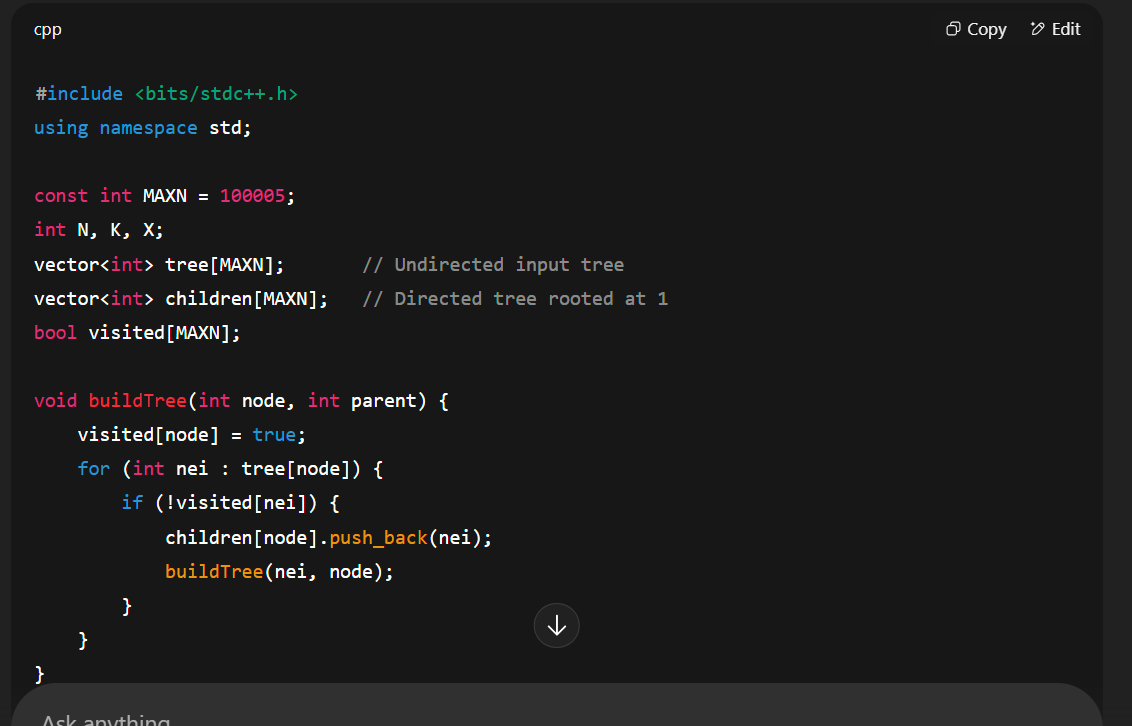 cpp
Copy
Edit
#include <bits/stdc++.h>
using namespace std;
const int MAXN = 100005;
int N, K, X;
vector<int> tree[MAXN];       // Undirected input tree
vector<int> children[MAXN];   // Directed tree rooted at 1
bool visited[MAXN];
void buildTree(int node, int parent) {
    visited[node] = true;
    for (int nei : tree[node]) {
        if (!visited[nei]) {
            children[node].push_back(nei);
            buildTree(nei, node);
        }
    }
}
Ask anything